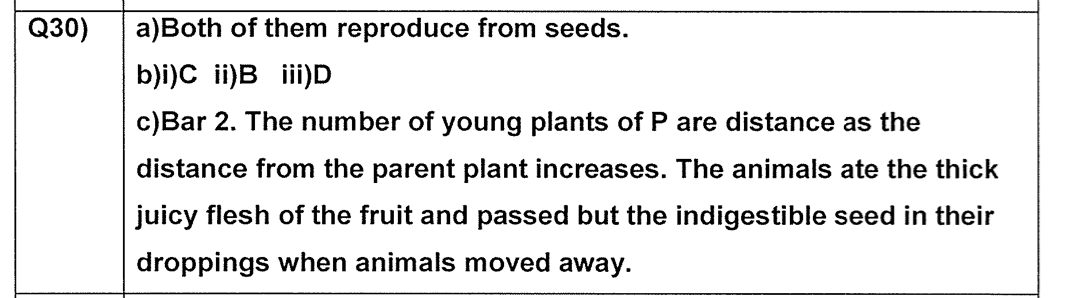 Q30) a)Both of them reproduce from seeds.
b)i)C ii)B iii)D
c)Bar 2. The number of young plants of P are distance as the
distance from the parent plant increases. The animals ate the thick
juicy flesh of the fruit and passed but the indigestible seed in their
droppings when animals moved away.